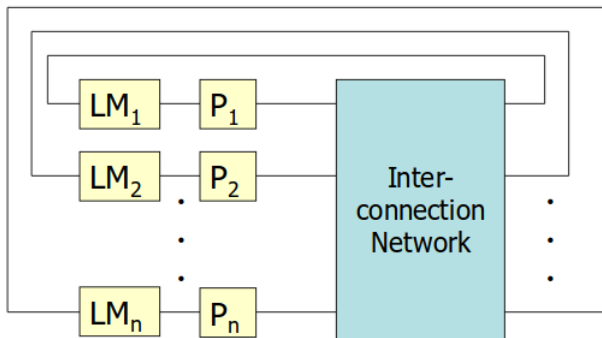 LM₁ P₁
LM₂ P₂
Inter-
connection
Network
LMₙ Pₙ